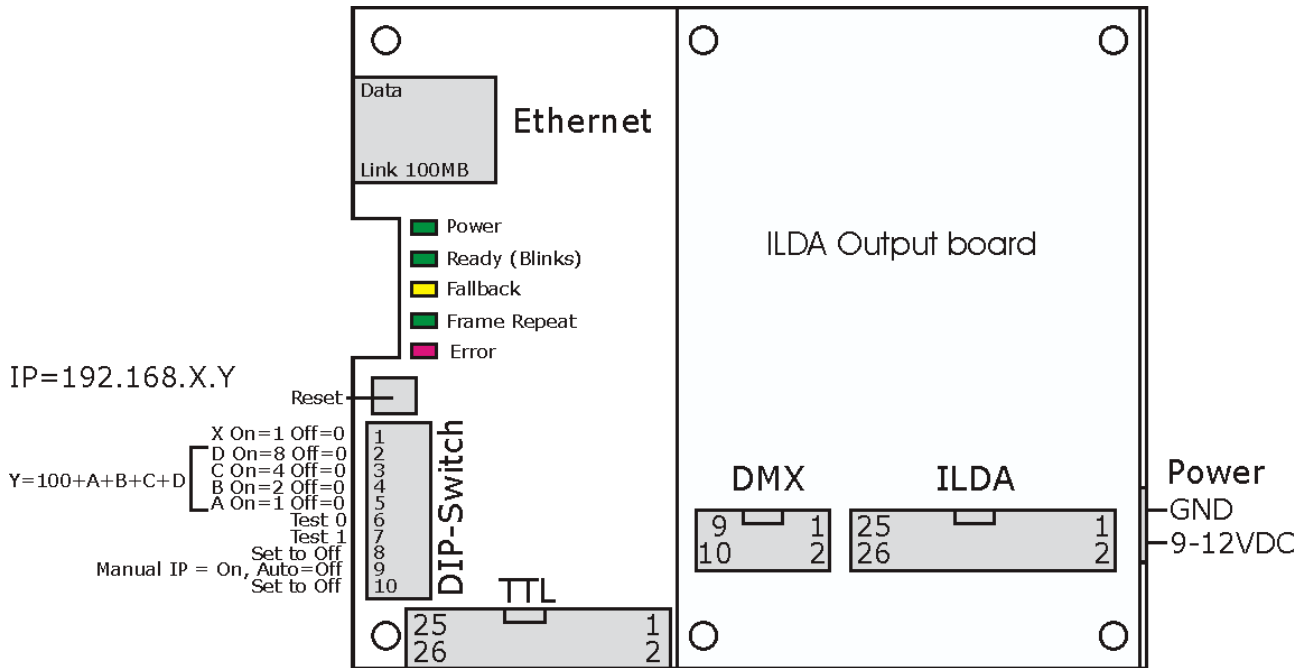 Data
Ethernet
Link 100MB
Power
Ready (Blinks)
Fallback
Frame Repeat
Error
ILDA Output board
IP=192.168.X.Y
Reset
X On=1 Off=0 1
D On=8 Off=0 2
C On=4 Off=0 3
B On=2 Off=0 4
A On=1 Off=0 5
Y=100+A+B+C+D
Test 0 6
Test 1 7
Set to Off 8
Manual IP = On, Auto=Off 9
Set to Off 10
DIP-Switch
TTL
25 1
26 2
DMX
9 1
10 2
ILDA
25 1
26 2
Power
GND
9-12VDC